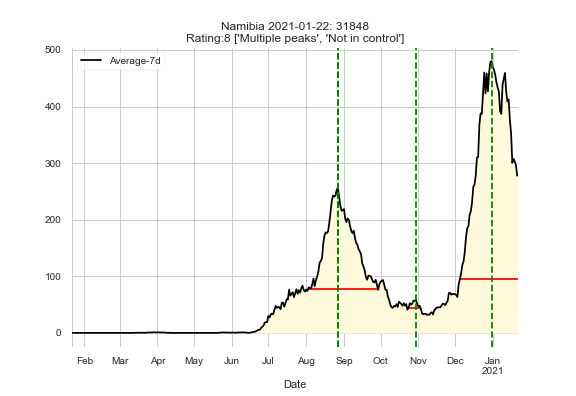 Namibia 2021-01-22: 31848
Rating:8 ['Multiple peaks', 'Not in control']
Average-7d
500
400
300
200
100
0
Feb Mar Apr May Jun Jul Aug Sep Oct Nov Dec Jan
2021
Date